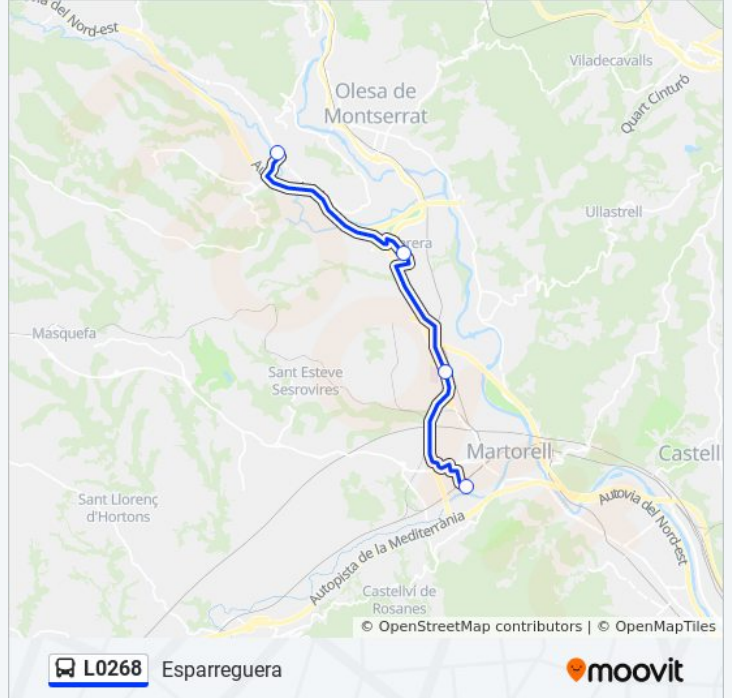 a del Nord-est
Viladecavalls
Olesa de
Montserrat
Quart Cinturó
Ullastrell
rera
Masquefa
Sant Esteve
Sesrovires
Martorell
Castell
Sant Llorenç
d'Hortons
Autovia del Nord-est
Autopista de la Mediterrània
Castellví de
Rosanes
© OpenStreetMap contributors | © OpenMapTiles
L0268 Esparreguera moovit